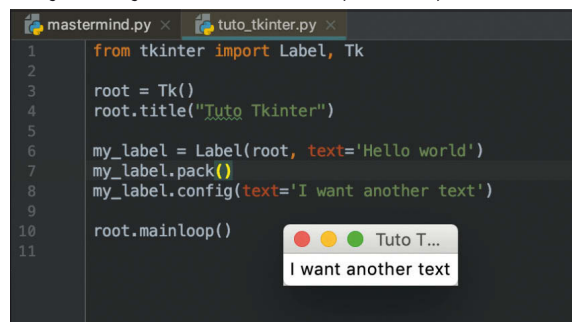 mastermind.py × tuto_tkinter.py ×
1 from tkinter import Label, Tk
2
3 root = Tk()
4 root.title("Tuto Tkinter")
5
6 my_label = Label(root, text='Hello world')
7 my_label.pack()
8 my_label.config(text='I want another text')
9
10 root.mainloop()
11
Tuto T...
I want another text